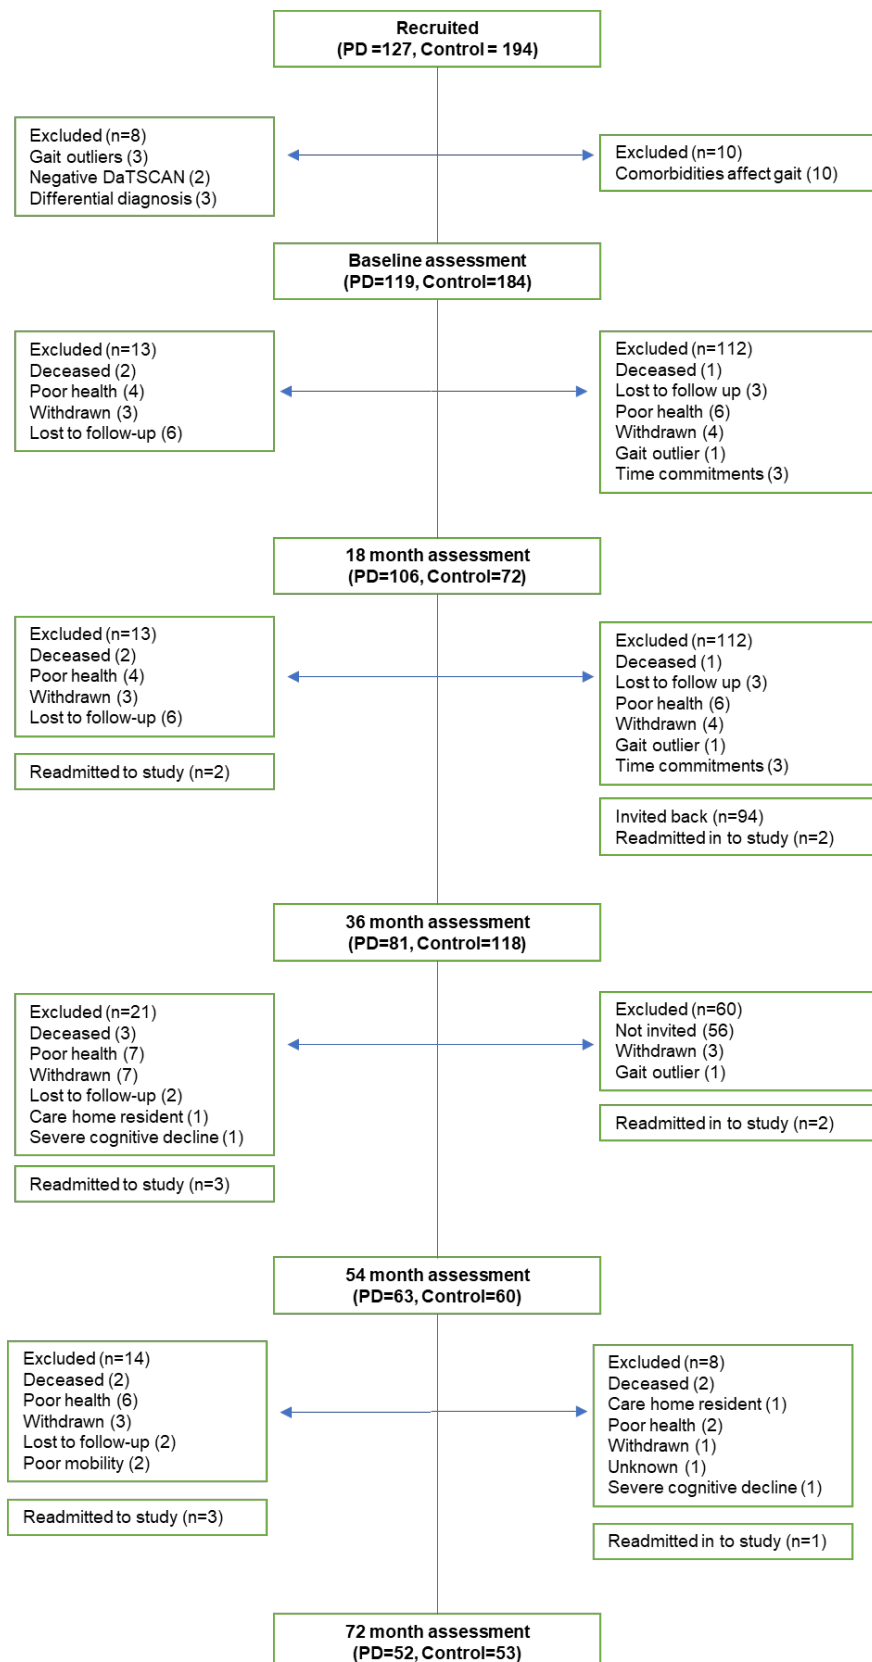 Recruited
(PD =127, Control = 194)
Excluded (n=8)
Gait outliers (3)
Negative DaTSCAN (2)
Differential diagnosis (3)
Excluded (n=10)
Comorbidities affect gait (10)
Baseline assessment
(PD=119, Control=184)
Excluded (n=13)
Deceased (2)
Poor health (4)
Withdrawn (3)
Lost to follow-up (6)
Excluded (n=112)
Deceased (1)
Lost to follow up (3)
Poor health (6)
Withdrawn (4)
Gait outlier (1)
Time commitments (3)
18 month assessment
(PD=106, Control=72)
Excluded (n=13)
Deceased (2)
Poor health (4)
Withdrawn (3)
Lost to follow-up (6)
Readmitted to study (n=2)
Excluded (n=112)
Deceased (1)
Lost to follow up (3)
Poor health (6)
Withdrawn (4)
Gait outlier (1)
Time commitments (3)
Invited back (n=94)
Readmitted in to study (n=2)
36 month assessment
(PD=81, Control=118)
Excluded (n=21)
Deceased (3)
Poor health (7)
Withdrawn (7)
Lost to follow-up (2)
Care home resident (1)
Severe cognitive decline (1)
Readmitted to study (n=3)
Excluded (n=60)
Not invited (56)
Withdrawn (3)
Gait outlier (1)
Readmitted in to study (n=2)
54 month assessment
(PD=63, Control=60)
Excluded (n=14)
Deceased (2)
Poor health (6)
Withdrawn (3)
Lost to follow-up (2)
Poor mobility (2)
Readmitted to study (n=3)
Excluded (n=8)
Deceased (2)
Care home resident (1)
Poor health (2)
Withdrawn (1)
Unknown (1)
Severe cognitive decline (1)
Readmitted in to study (n=1)
72 month assessment
(PD=52, Control=53)